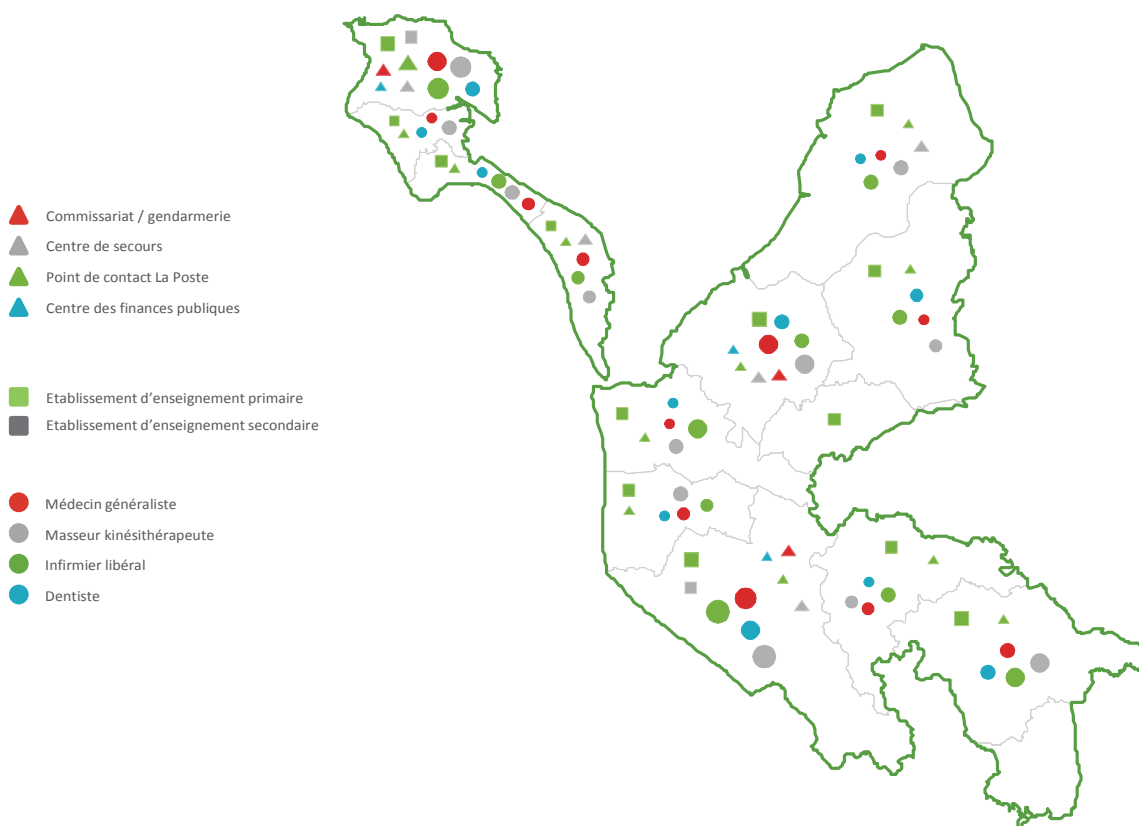 Commissariat / gendarmerie
Centre de secours
Point de contact La Poste
Centre des finances publiques
Etablissement d'enseignement primaire
Etablissement d'enseignement secondaire
Médecin généraliste
Masseur kinésithérapeute
Infirmier libéral
Dentiste